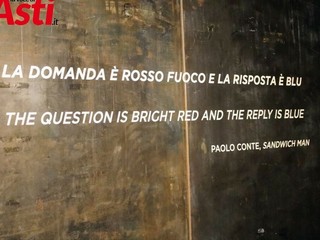 Asti
.it
LA DOMANDA È ROSSO FUOCO E LA RISPOSTA È BLU
THE QUESTION IS BRIGHT RED AND THE REPLY IS BLUE
PAOLO CONTE, SANDWICH MAN